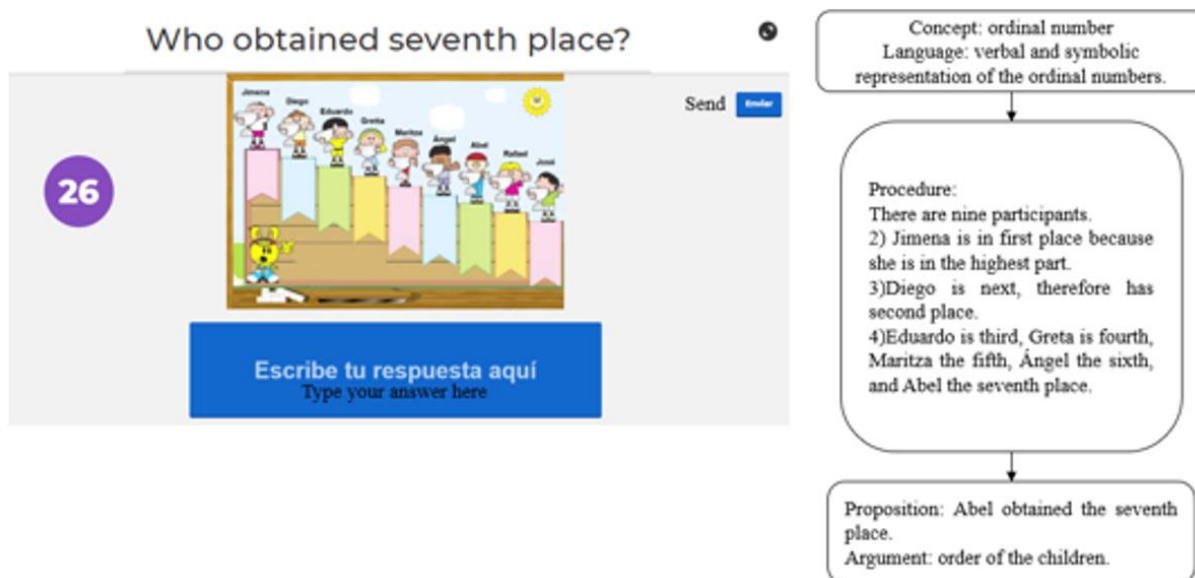 Who obtained seventh place?
Send Enviar
26
Jimena
Diego
Eduardo
Greta
Maritza
Ángel
Abel
Rafael
José
Escribe tu respuesta aquí
Type your answer here
Concept: ordinal number
Language: verbal and symbolic
representation of the ordinal numbers.
Procedure:
There are nine participants.
2) Jimena is in first place because
she is in the highest part.
3)Diego is next, therefore has
second place.
4)Eduardo is third, Greta is fourth,
Maritza the fifth, Ángel the sixth,
and Abel the seventh place.
Proposition: Abel obtained the seventh
place.
Argument: order of the children.